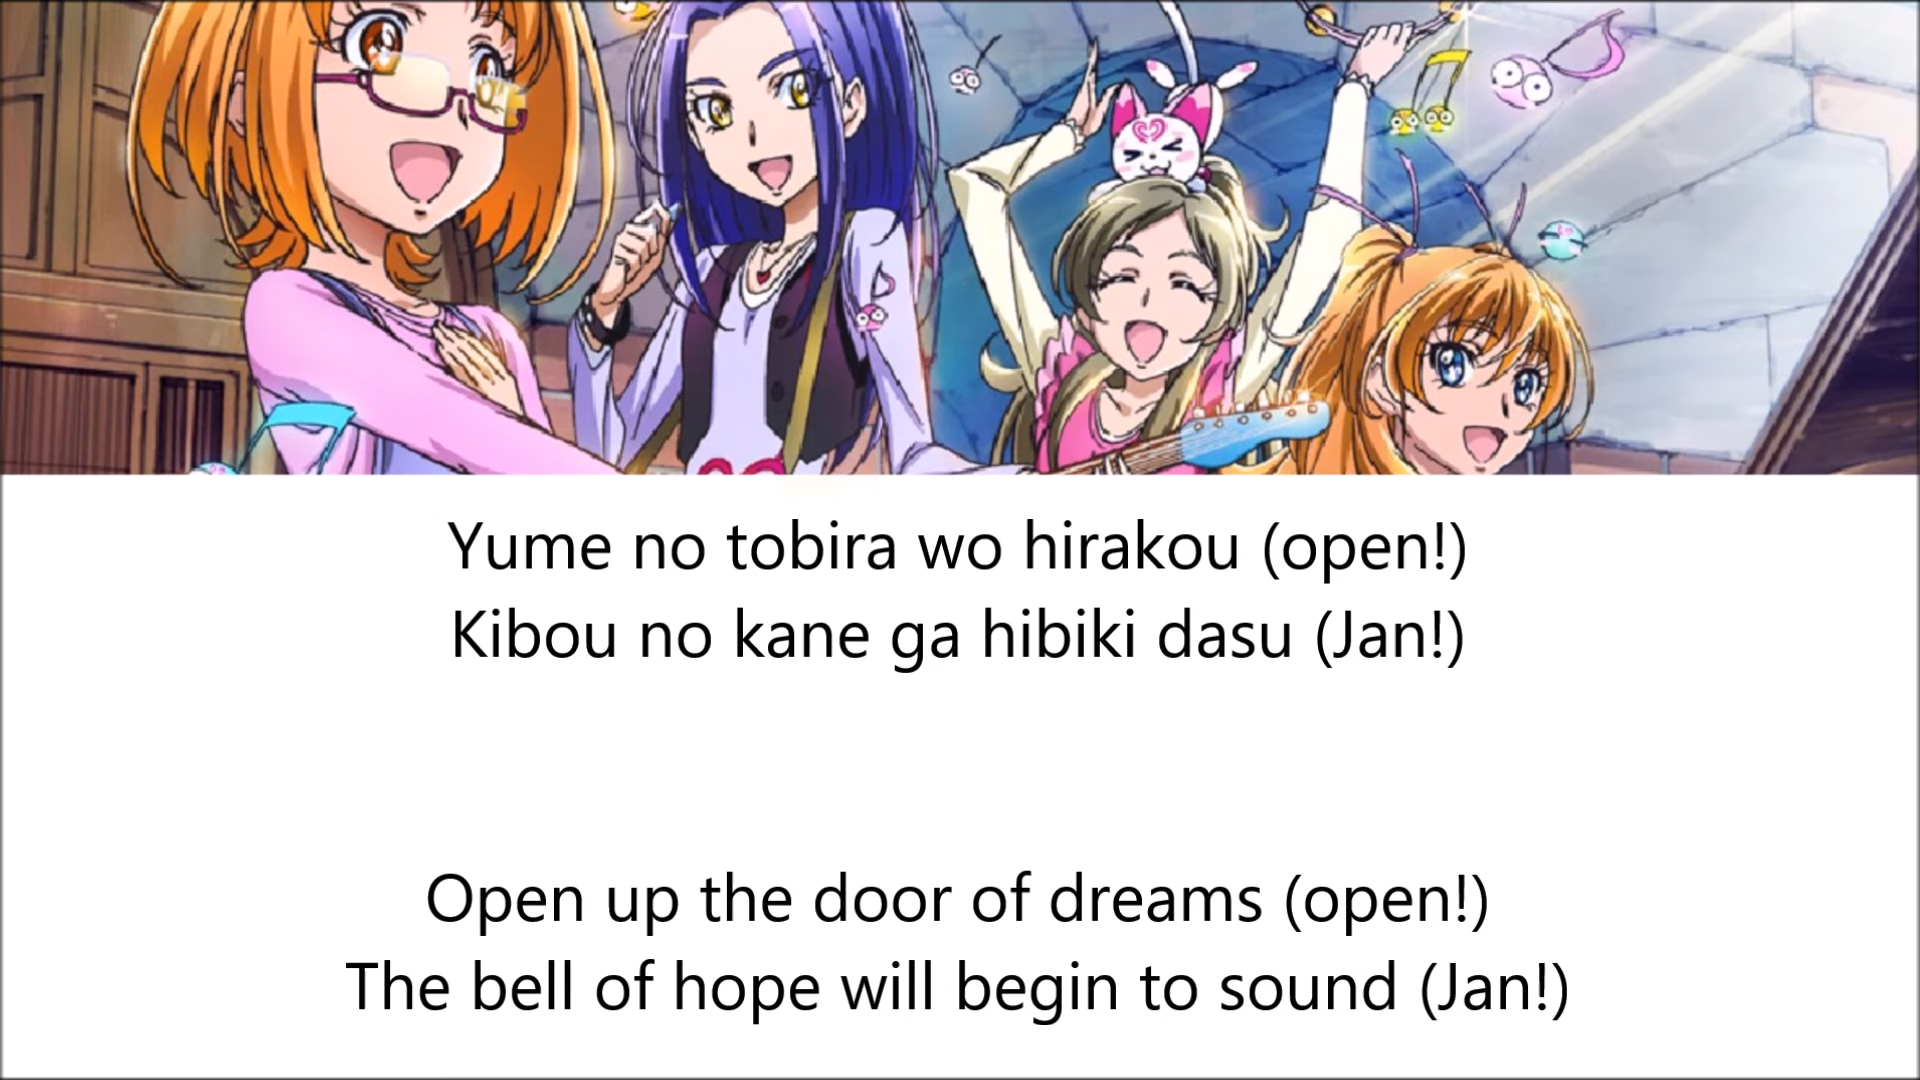 Yume no tobira wo hirakou (open!)
Kibou no kane ga hibiki dasu (Jan!)
Open up the door of dreams (open!)
The bell of hope will begin to sound (Jan!)